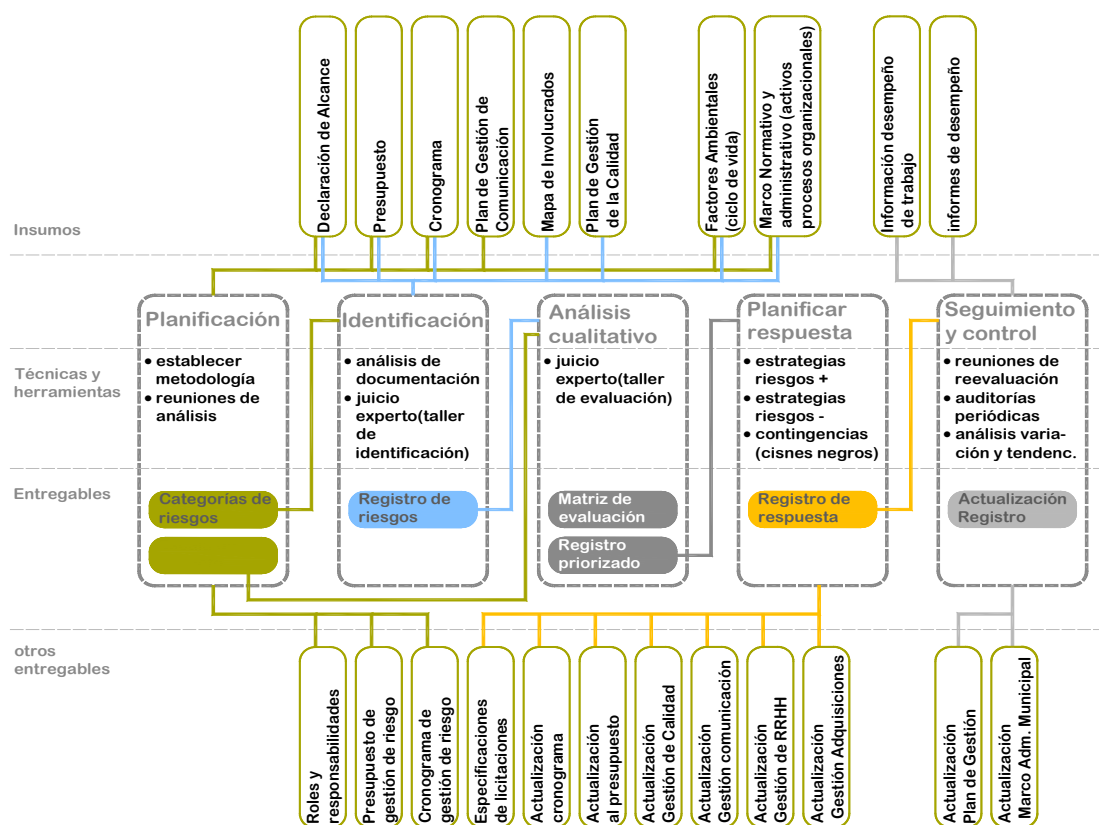 Insumos
Declaración de Alcance
Presupuesto
Cronograma
Plan de Gestión de
Comunicación
Mapa de Involucrados
Plan de Gestión
de la Calidad
Factores Ambientales
(ciclo de vida)
Marco Normativo y
administrativo (activos
procesos organizacionales)
Información desempeño
de trabajo
informes de desempeño
Planificación
Identificación
Análisis
cualitativo
Planificar
respuesta
Seguimiento
y control
Técnicas y
herramientas
• establecer
metodología
• reuniones de
análisis
• análisis de
documentación
• juicio
experto(taller
de
identificación)
• juicio
experto(taller
de evaluación)
• estrategias
riesgos +
• estrategias
riesgos -
• contingencias
(cisnes negros)
• reuniones de
reevaluación
• auditorías
periódicas
• análisis varia-
ción y tendenc.
Entregables
Categorías de
riesgos
Registro de
riesgos
Matriz de
evaluación
Registro
priorizado
Registro de
respuesta
Actualización
Registro
otros
entregables
Roles y
responsabilidades
Presupuesto de
gestión de riesgo
Cronograma de
gestión de riesgo
Especificaciones
de licitaciones
Actualización
cronograma
Actualización
al presupuesto
Actualización
Gestión de Calidad
Actualización
Gestión comunicación
Actualización
Gestión de RRHH
Actualización
Gestión Adquisiciones
Actualización
Plan de Gestión
Actualización
Marco Adm. Municipal